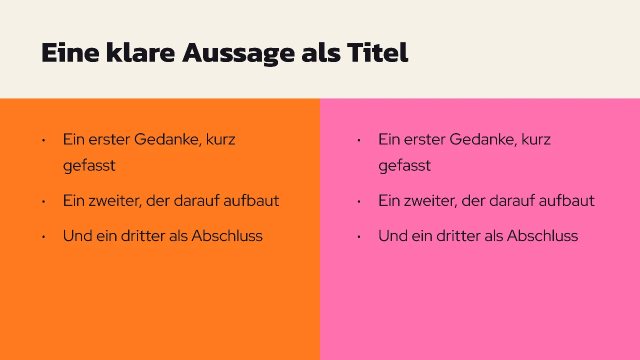 Eine klare Aussage als Titel
• Ein erster Gedanke, kurz
gefasst
• Ein zweiter, der darauf aufbaut
• Und ein dritter als Abschluss
• Ein erster Gedanke, kurz
gefasst
• Ein zweiter, der darauf aufbaut
• Und ein dritter als Abschluss